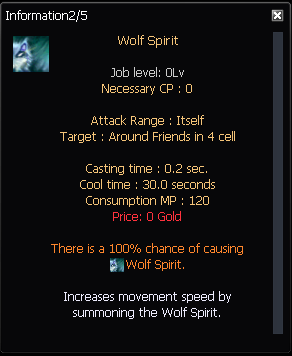 Information2/5
Wolf Spirit
Job level: 0Lv
Necessary CP : 0
Attack Range : Itself
Target : Around Friends in 4 cell
Casting time : 0.2 sec.
Cool time : 30.0 seconds
Consumption MP : 120
Price: 0 Gold
There is a 100% chance of causing
Wolf Spirit.
Increases movement speed by
summoning the Wolf Spirit.